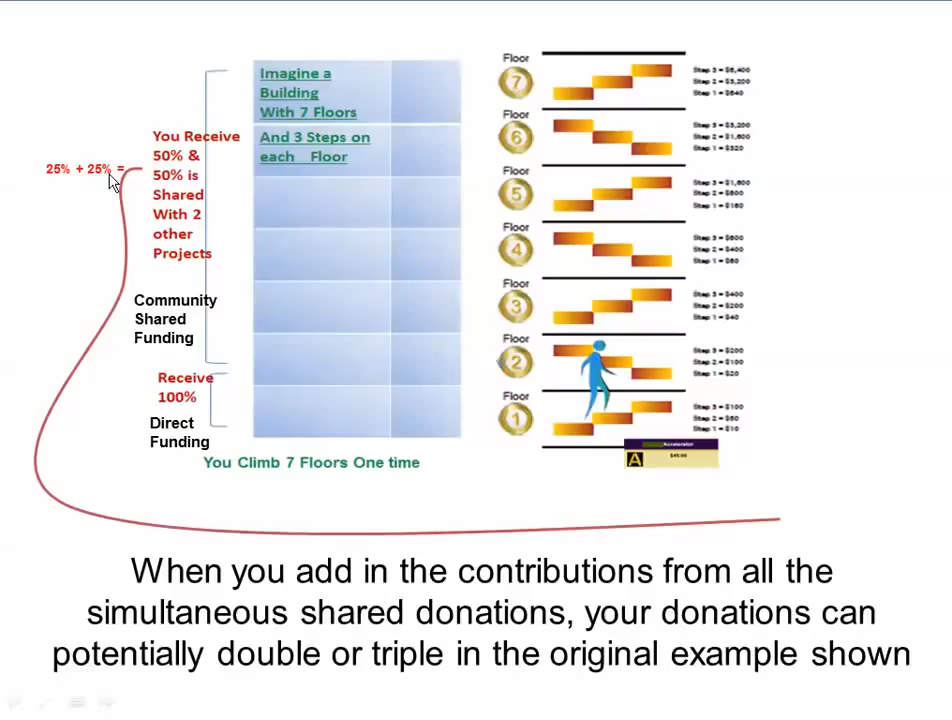 Imagine a
Building
With 7 Floors
And 3 Steps on
each Floor
25% + 25% =
You Receive
50% &
50% is
Shared
With 2
other
Projects
Community
Shared
Funding
Receive
100%
Direct
Funding
You Climb 7 Floors One time
Floor
7
Step 3 = $6,400
Step 2 = $3,200
Step 1 = $640
Floor
6
Step 3 = $3,200
Step 2 = $1,600
Step 1 = $320
Floor
5
Step 3 = $1,600
Step 2 = $800
Step 1 = $160
Floor
4
Step 3 = $800
Step 2 = $400
Step 1 = $80
Floor
3
Step 3 = $400
Step 2 = $200
Step 1 = $40
Floor
2
Step 3 = $200
Step 2 = $100
Step 1 = $20
Floor
1
Step 3 = $100
Step 2 = $50
Step 1 = $10
A
Accelerator
When you add in the contributions from all the
simultaneous shared donations, your donations can
potentially double or triple in the original example shown